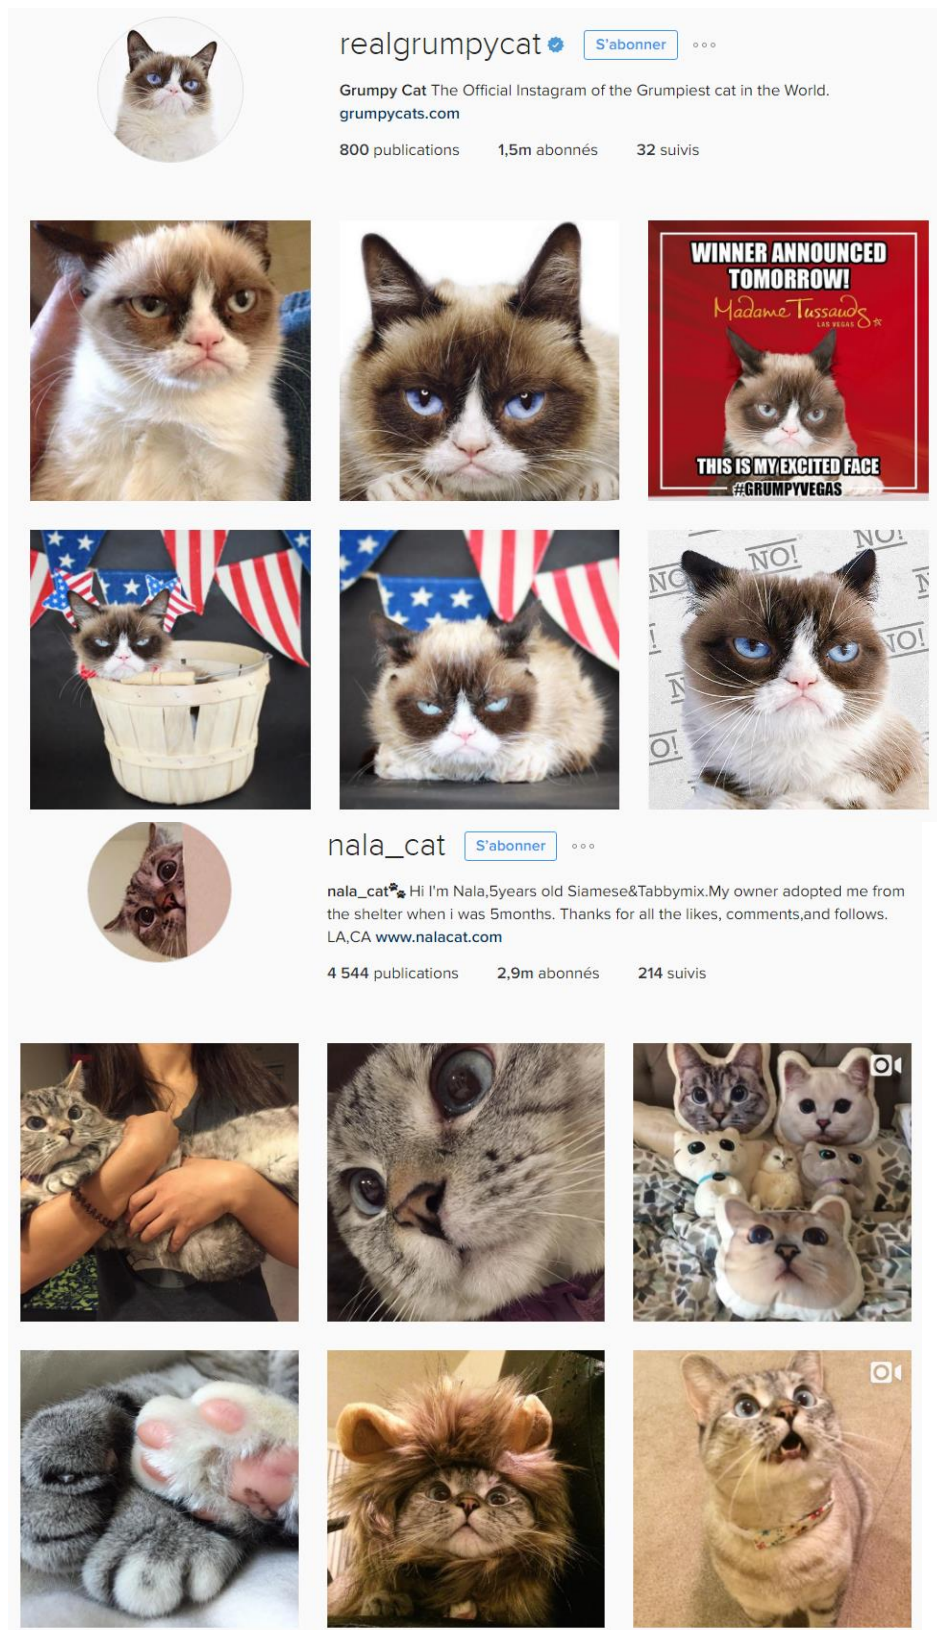 realgrumpycat S'abonner
Grumpy Cat The Official Instagram of the Grumpiest cat in the World.
grumpycats.com
800 publications 1,5m abonnés 32 suivis
WINNER ANNOUNCED
TOMORROW!
Madame Tussauds
LAS VEGAS
THIS IS MY EXCITED FACE
#GRUMPYVEGAS
NO!
NO!
NO
NO!
N
N
O!
!
nala_cat S'abonner
nala_cat🐾 Hi I'm Nala,5years old Siamese&Tabbymix.My owner adopted me from
the shelter when i was 5months. Thanks for all the likes, comments,and follows.
LA,CA www.nalacat.com
4 544 publications 2,9m abonnés 214 suivis